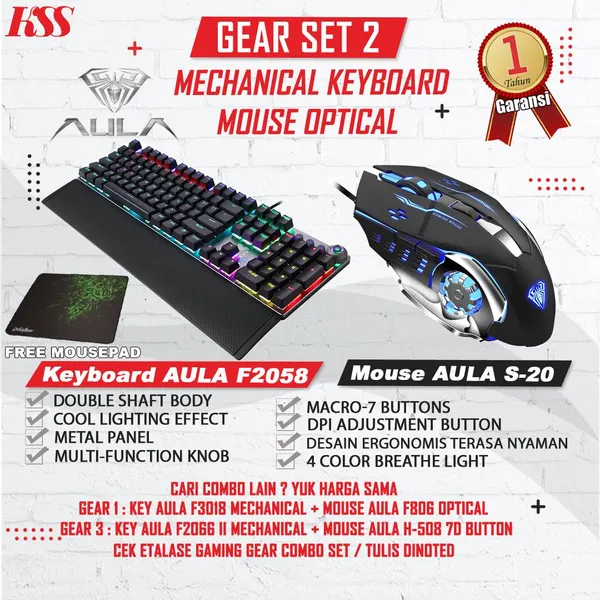 KSS
GEAR SET 2
MECHANICAL KEYBOARD
MOUSE OPTICAL
1
Tahun
Garansi
AULA
FREE MOUSEPAD
Keyboard AULA F2058
DOUBLE SHAFT BODY
COOL LIGHTING EFFECT
METAL PANEL
MULTI-FUNCTION KNOB
Mouse AULA S-20
MACRO-7 BUTTONS
DPI ADJUSTMENT BUTTON
DESAIN ERGONOMIS TERASA NYAMAN
4 COLOR BREATHE LIGHT
CARI COMBO LAIN ? YUK HARGA SAMA
GEAR 1 : KEY AULA F3018 MECHANICAL + MOUSE AULA F806 OPTICAL
GEAR 3 : KEY AULA F2066 II MECHANICAL + MOUSE AULA H-508 7D BUTTON
CEK ETALASE GAMING GEAR COMBO SET / TULIS DINOTED